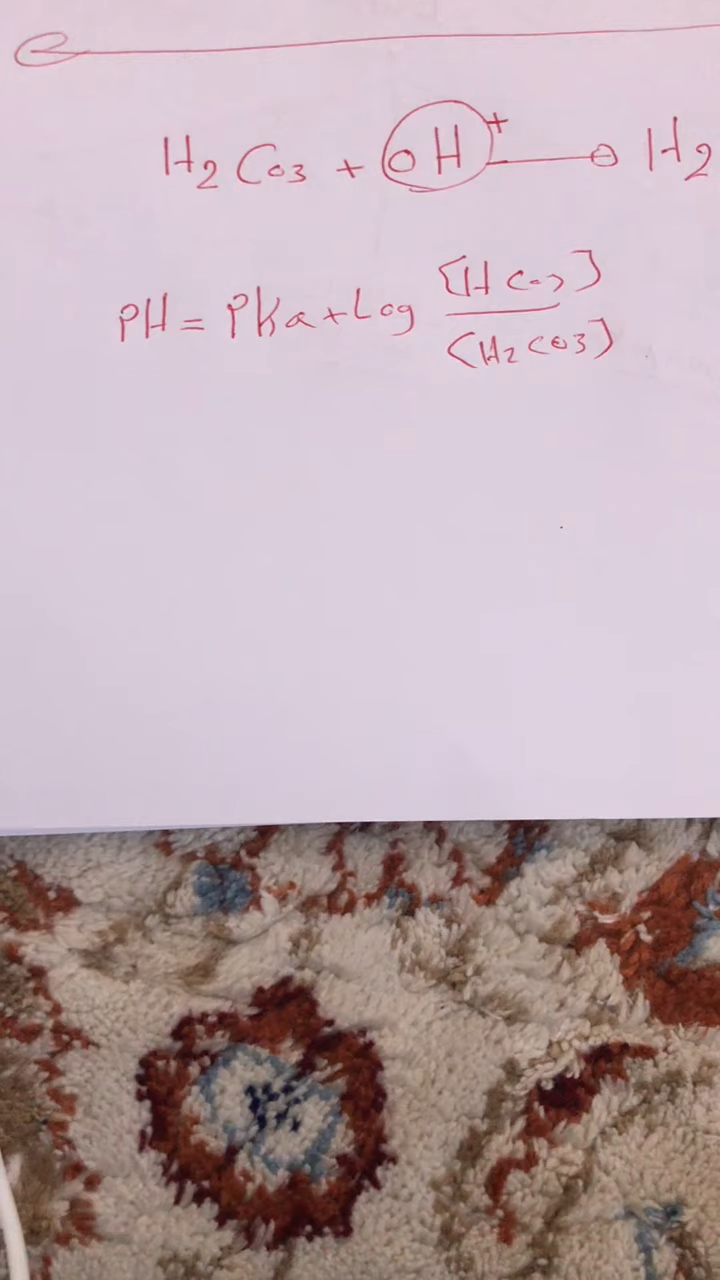 H2Co3 + oH+ → H2
PH = PKa + Log [HCo3] / (H2Co3)